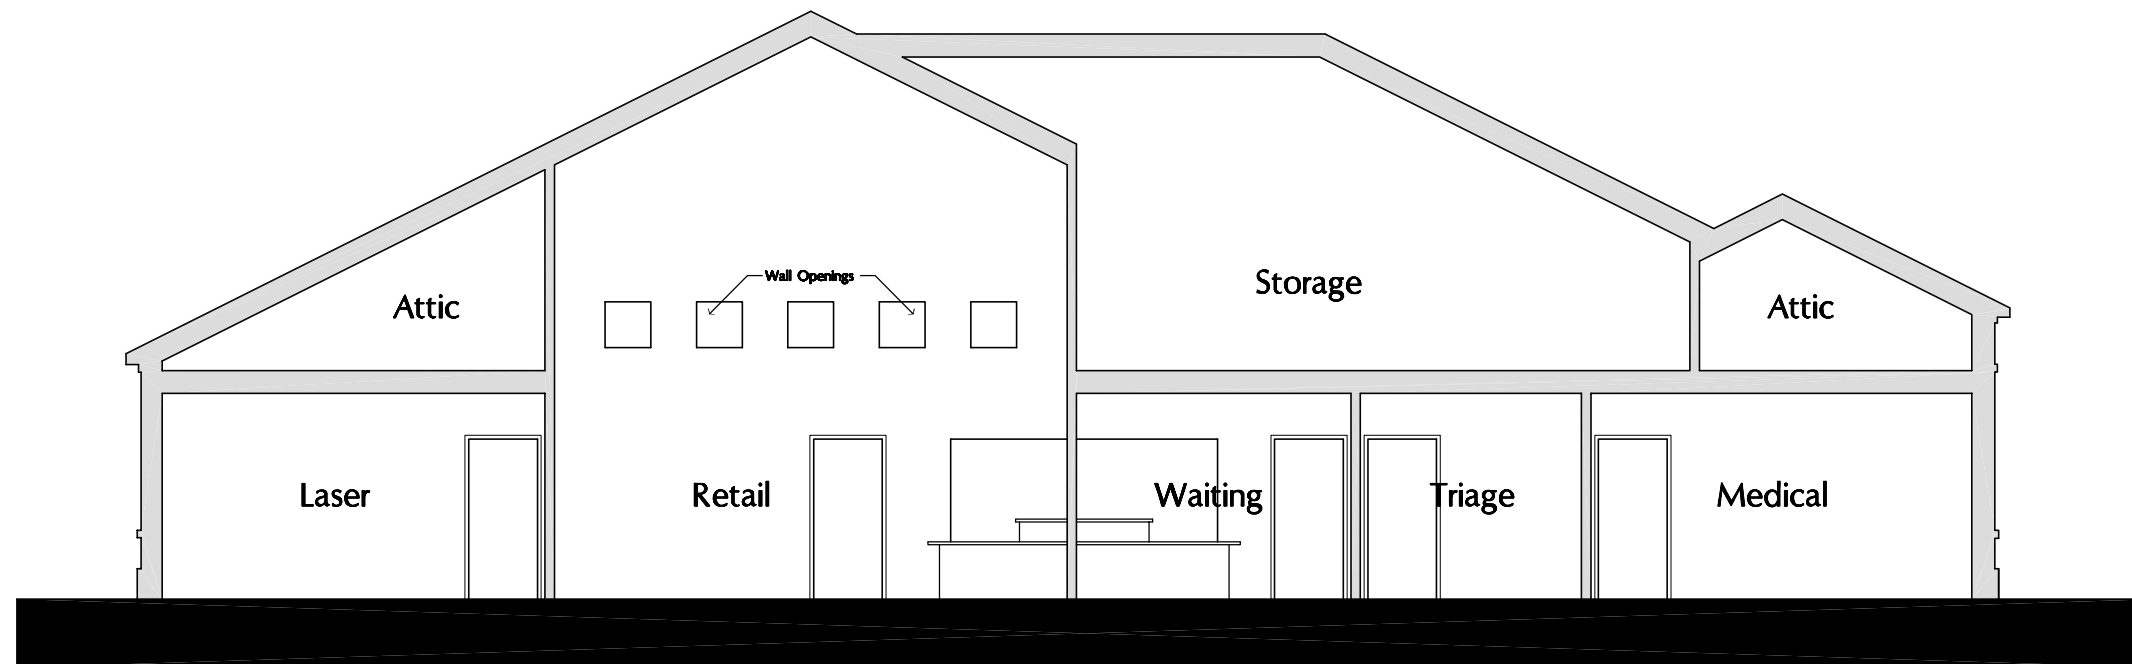 Wall Openings
Storage
Attic
Attic
Laser
Retail
Waiting
Triage
Medical